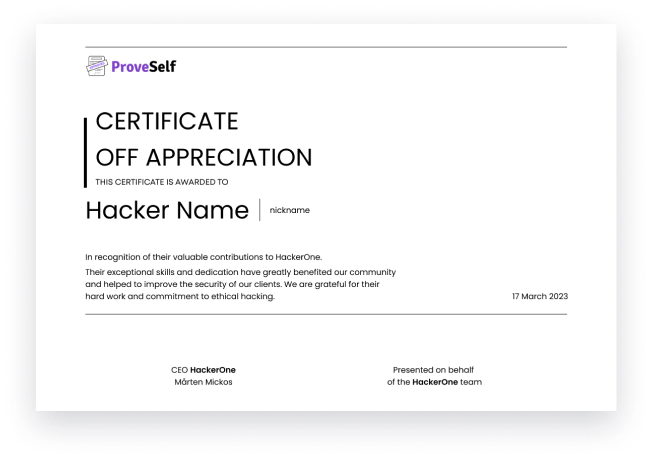 ProveSelf
CERTIFICATE
OFF APPRECIATION
THIS CERTIFICATE IS AWARDED TO
Hacker Name | nickname
In recognition of their valuable contributions to HackerOne.
Their exceptional skills and dedication have greatly benefited our community
and helped to improve the security of our clients. We are grateful for their
hard work and commitment to ethical hacking.
17 March 2023
CEO HackerOne
Mårten Mickos
Presented on behalf
of the HackerOne team